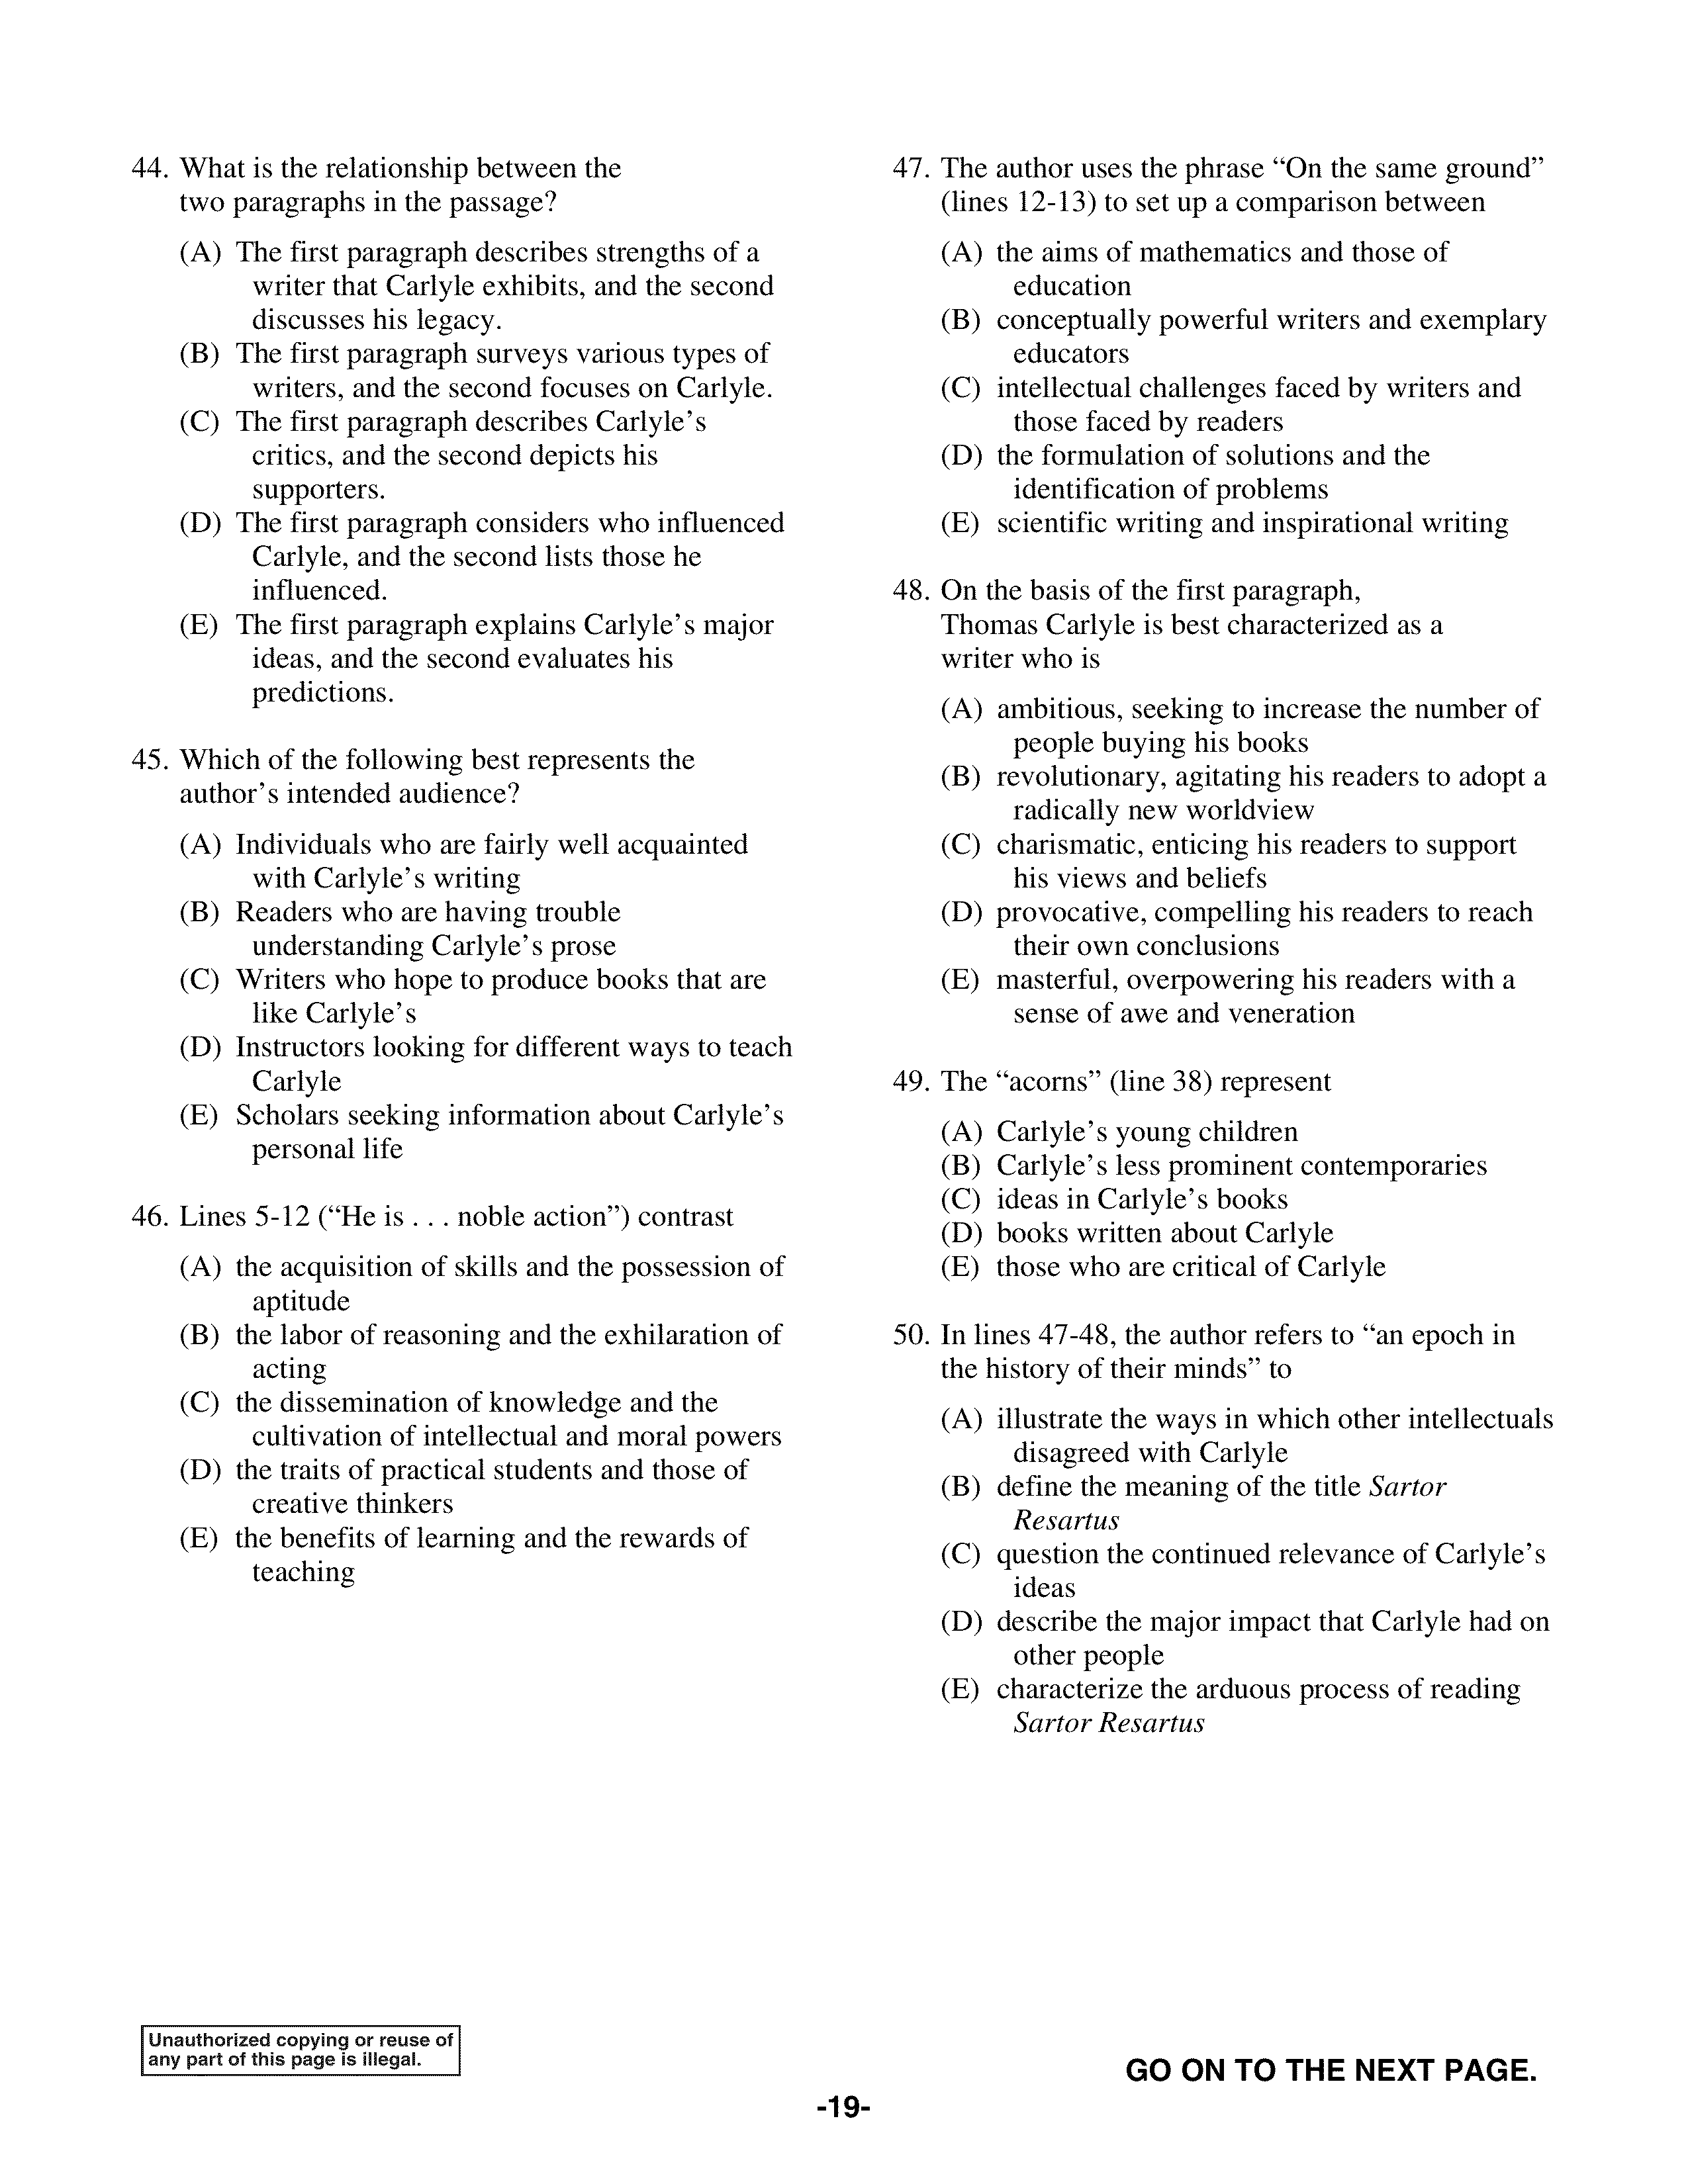 44. What is the relationship between the
two paragraphs in the passage?
(A) The first paragraph describes strengths of a
writer that Carlyle exhibits, and the second
discusses his legacy.
(B) The first paragraph surveys various types of
writers, and the second focuses on Carlyle.
(C) The first paragraph describes Carlyle’s
critics, and the second depicts his
supporters.
(D) The first paragraph considers who influenced
Carlyle, and the second lists those he
influenced.
(E) The first paragraph explains Carlyle’s major
ideas, and the second evaluates his
predictions.
45. Which of the following best represents the
author’s intended audience?
(A) Individuals who are fairly well acquainted
with Carlyle’s writing
(B) Readers who are having trouble
understanding Carlyle’s prose
(C) Writers who hope to produce books that are
like Carlyle’s
(D) Instructors looking for different ways to teach
Carlyle
(E) Scholars seeking information about Carlyle’s
personal life
46. Lines 5-12 (“He is . . . noble action”) contrast
(A) the acquisition of skills and the possession of
aptitude
(B) the labor of reasoning and the exhilaration of
acting
(C) the dissemination of knowledge and the
cultivation of intellectual and moral powers
(D) the traits of practical students and those of
creative thinkers
(E) the benefits of learning and the rewards of
teaching
47. The author uses the phrase “On the same ground”
(lines 12-13) to set up a comparison between
(A) the aims of mathematics and those of
education
(B) conceptually powerful writers and exemplary
educators
(C) intellectual challenges faced by writers and
those faced by readers
(D) the formulation of solutions and the
identification of problems
(E) scientific writing and inspirational writing
48. On the basis of the first paragraph,
Thomas Carlyle is best characterized as a
writer who is
(A) ambitious, seeking to increase the number of
people buying his books
(B) revolutionary, agitating his readers to adopt a
radically new worldview
(C) charismatic, enticing his readers to support
his views and beliefs
(D) provocative, compelling his readers to reach
their own conclusions
(E) masterful, overpowering his readers with a
sense of awe and veneration
49. The “acorns” (line 38) represent
(A) Carlyle’s young children
(B) Carlyle’s less prominent contemporaries
(C) ideas in Carlyle’s books
(D) books written about Carlyle
(E) those who are critical of Carlyle
50. In lines 47-48, the author refers to “an epoch in
the history of their minds” to
(A) illustrate the ways in which other intellectuals
disagreed with Carlyle
(B) define the meaning of the title Sartor
Resartus
(C) question the continued relevance of Carlyle’s
ideas
(D) describe the major impact that Carlyle had on
other people
(E) characterize the arduous process of reading
Sartor Resartus
Unauthorized copying or reuse of
any part of this page is illegal.
GO ON TO THE NEXT PAGE.
-19-